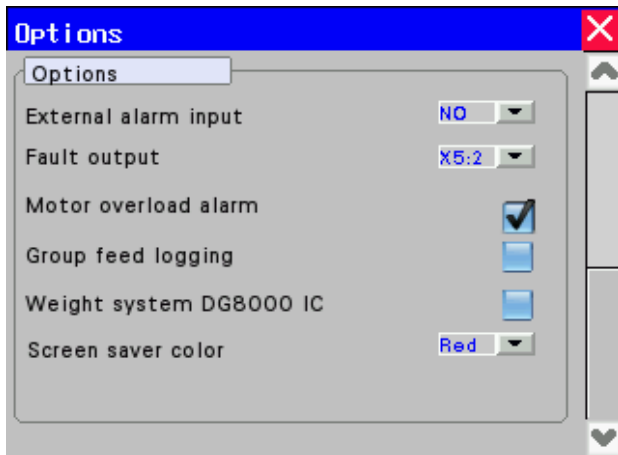 Options
Options
External alarm input NO
Fault output X5:2
Motor overload alarm
Group feed logging
Weight system DG8000 IC
Screen saver color Red